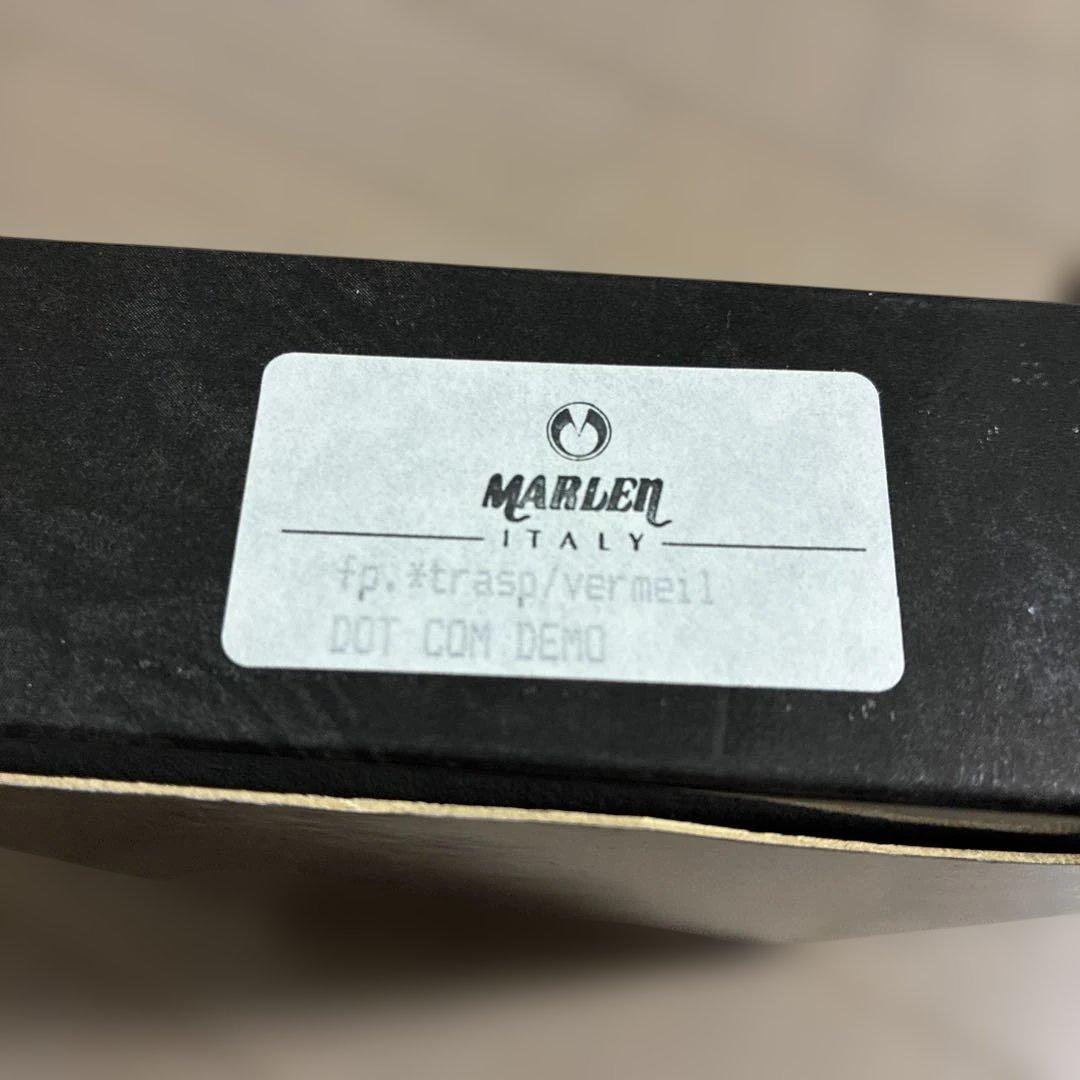 MARLEN
ITALY
fp.*trasp/vermeil
DOT COM DEMO